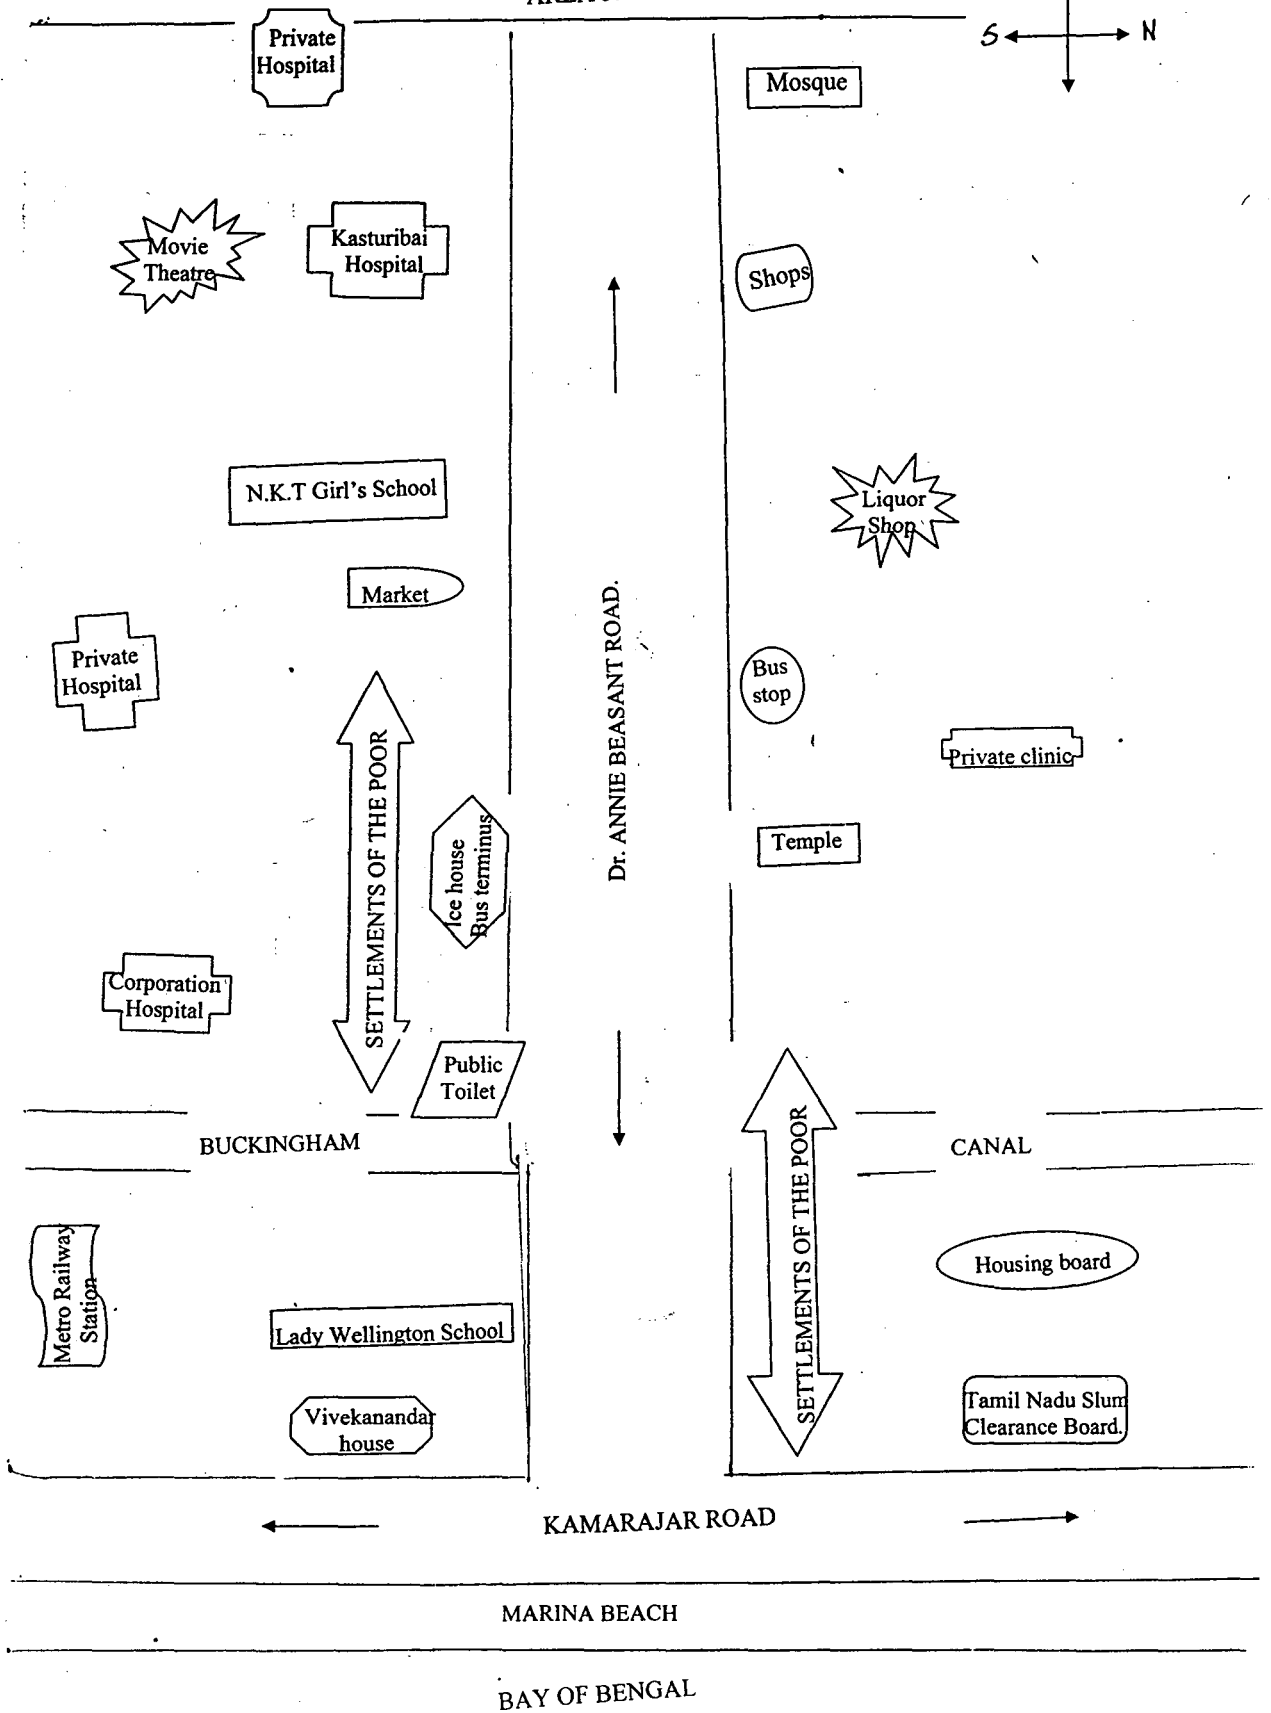 Private
Hospital
S
N
Mosque
Movie
Theatre
Kasturibai
Hospital
Shops
N.K.T Girl's School
Liquor
Shop
Market
Private
Hospital
Dr. ANNIE BEASANT ROAD.
Bus
stop
SETTLEMENTS OF THE POOR
Private clinic
Ice house
Bus terminus
Temple
Corporation
Hospital
Public
Toilet
BUCKINGHAM
CANAL
SETTLEMENTS OF THE POOR
Metro Railway
Station
Housing board
Lady Wellington School
Vivekanandar
house
Tamil Nadu Slum
Clearance Board.
KAMARAJAR ROAD
MARINA BEACH
BAY OF BENGAL